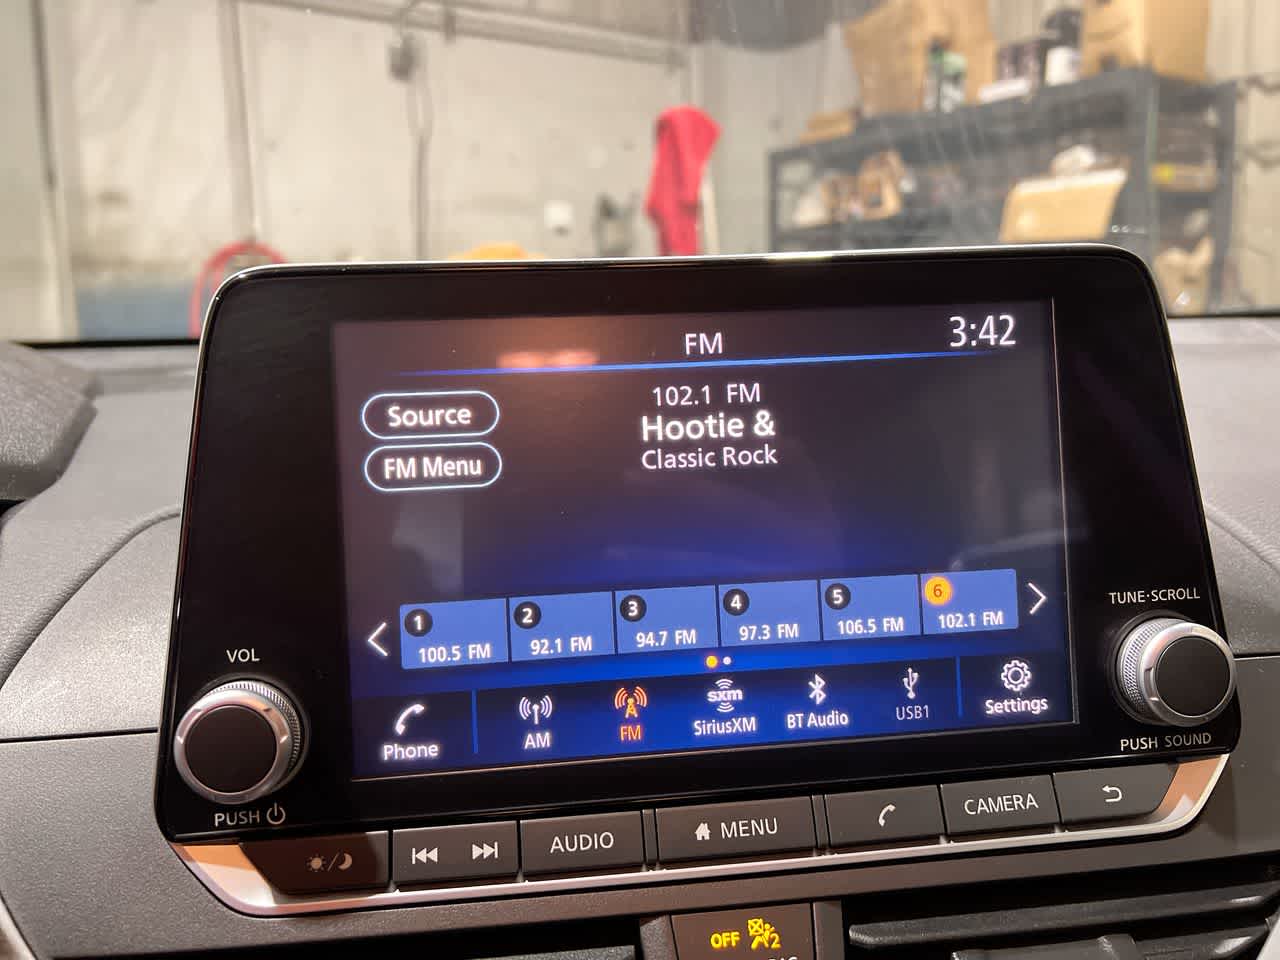 FM
3:42
Source
FM Menu
102.1 FM
Hootie &
Classic Rock
1
100.5 FM
2
92.1 FM
3
94.7 FM
4
97.3 FM
5
106.5 FM
6
102.1 FM
Phone
AM
FM
sxm
SiriusXM
BT Audio
USB1
Settings
VOL
PUSH
TUNE·SCROLL
PUSH SOUND
AUDIO
MENU
CAMERA
OFF
2